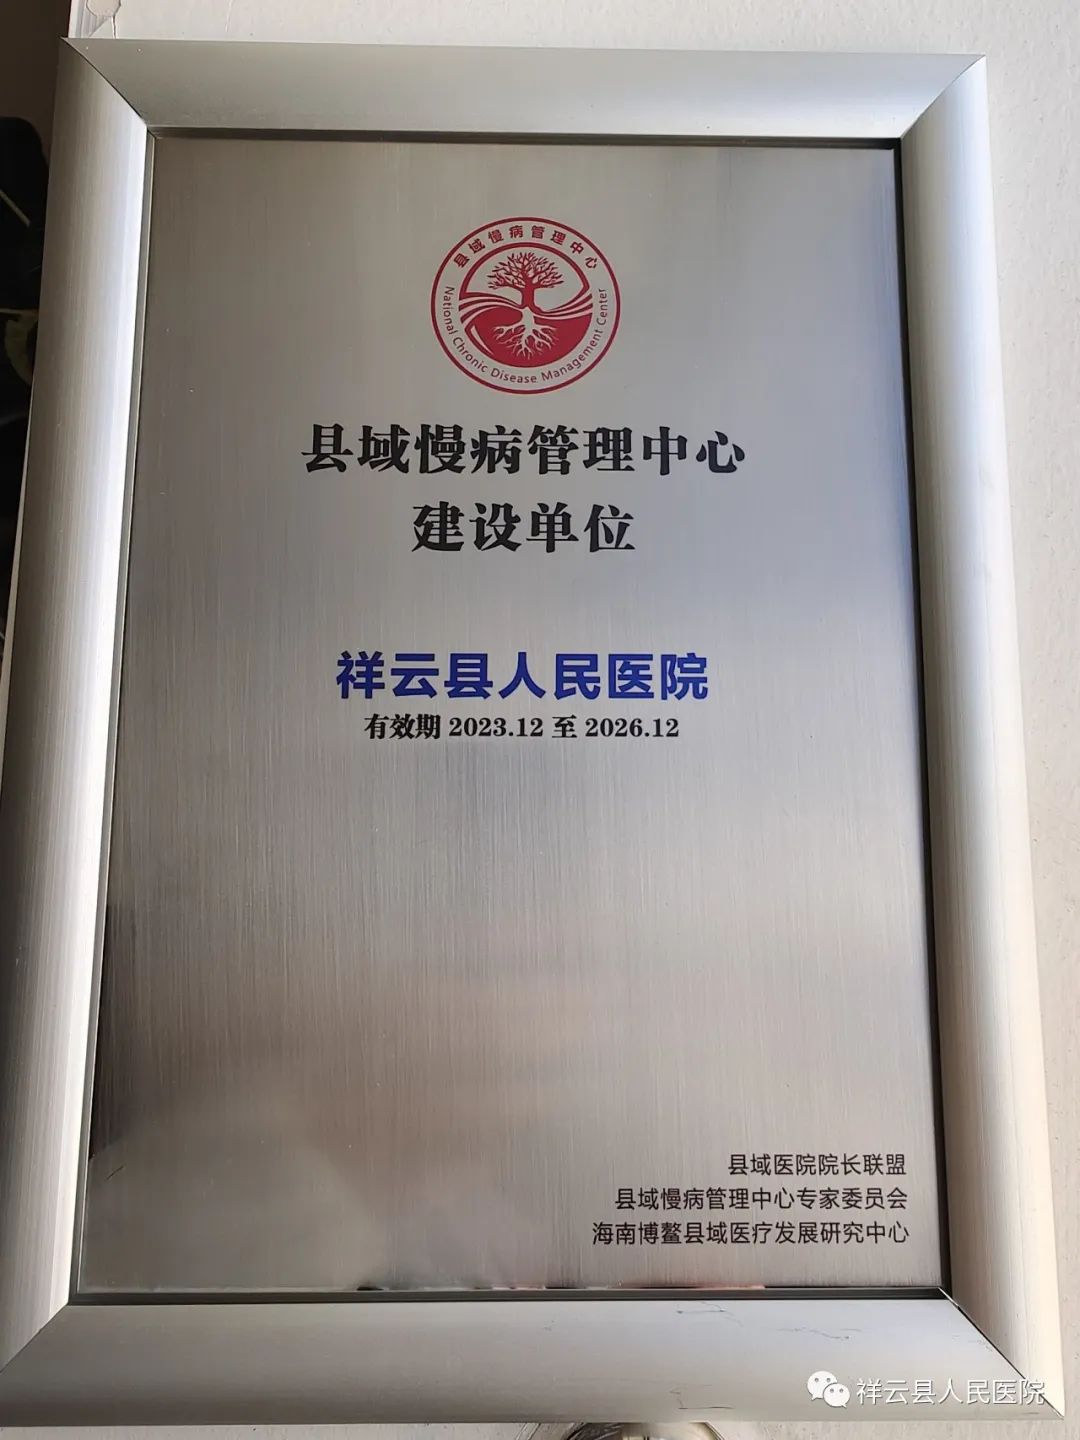 县域慢病管理中心
National Chronic Disease Management Center
县域慢病管理中心
建设单位
祥云县人民医院
有效期 2023.12 至 2026.12
县域医院院长联盟
县域慢病管理中心专家委员会
海南博鳌县域医疗发展研究中心
祥云县人民医院